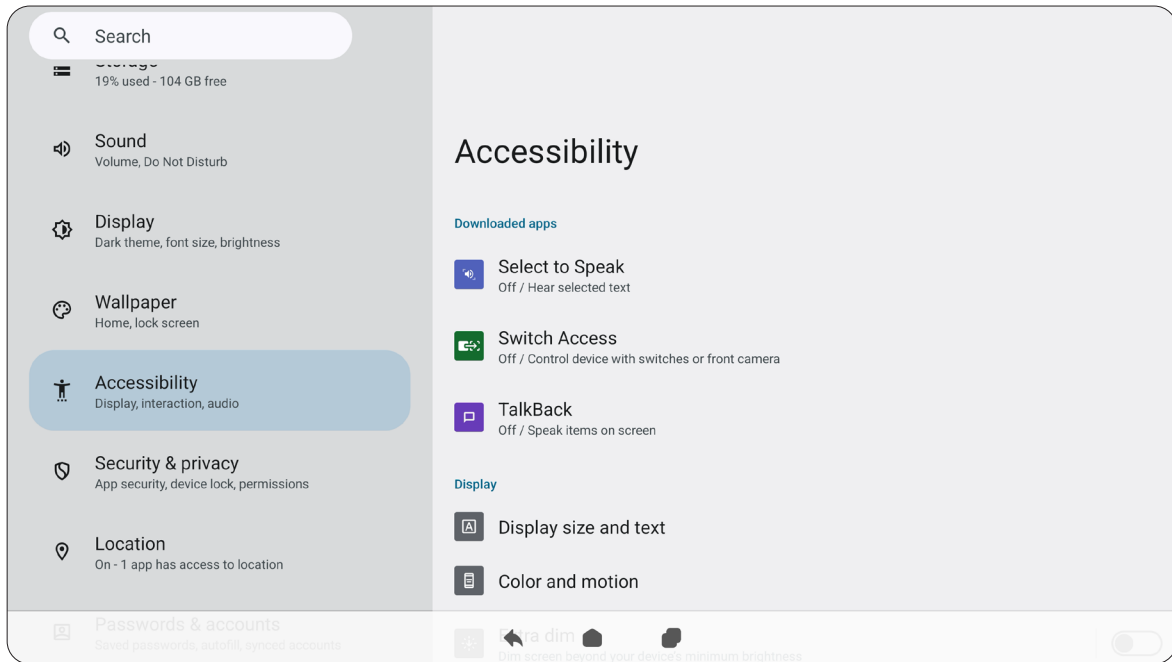 Search
Storage
19% used - 104 GB free
Sound
Volume, Do Not Disturb
Display
Dark theme, font size, brightness
Wallpaper
Home, lock screen
Accessibility
Display, interaction, audio
Security & privacy
App security, device lock, permissions
Location
On - 1 app has access to location
Passwords & accounts
Saved passwords, autofill, synced accounts
Accessibility
Downloaded apps
Select to Speak
Off / Hear selected text
Switch Access
Off / Control device with switches or front camera
TalkBack
Off / Speak items on screen
Display
Display size and text
Color and motion
Extra dim
Dim screen beyond your device's minimum brightness